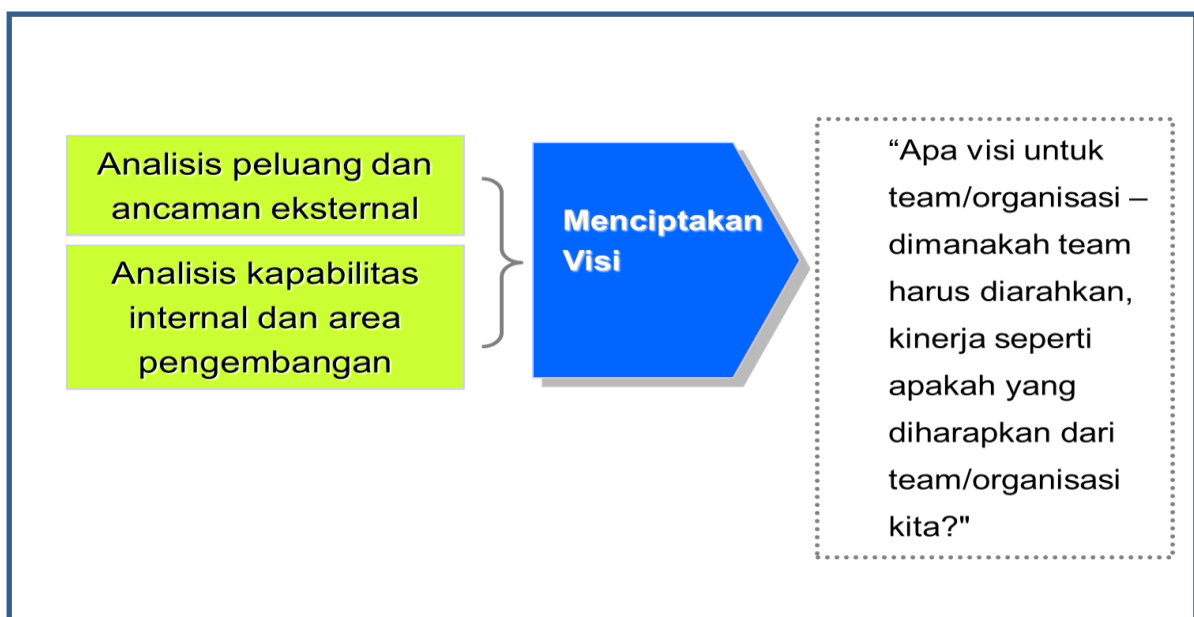 Analisis peluang dan
ancaman eksternal
Analisis kapabilitas
internal dan area
pengembangan
Menciptakan
Visi
“Apa visi untuk
team/organisasi –
dimanakah team
harus diarahkan,
kinerja seperti
apakah yang
diharapkan dari
team/organisasi
kita?"